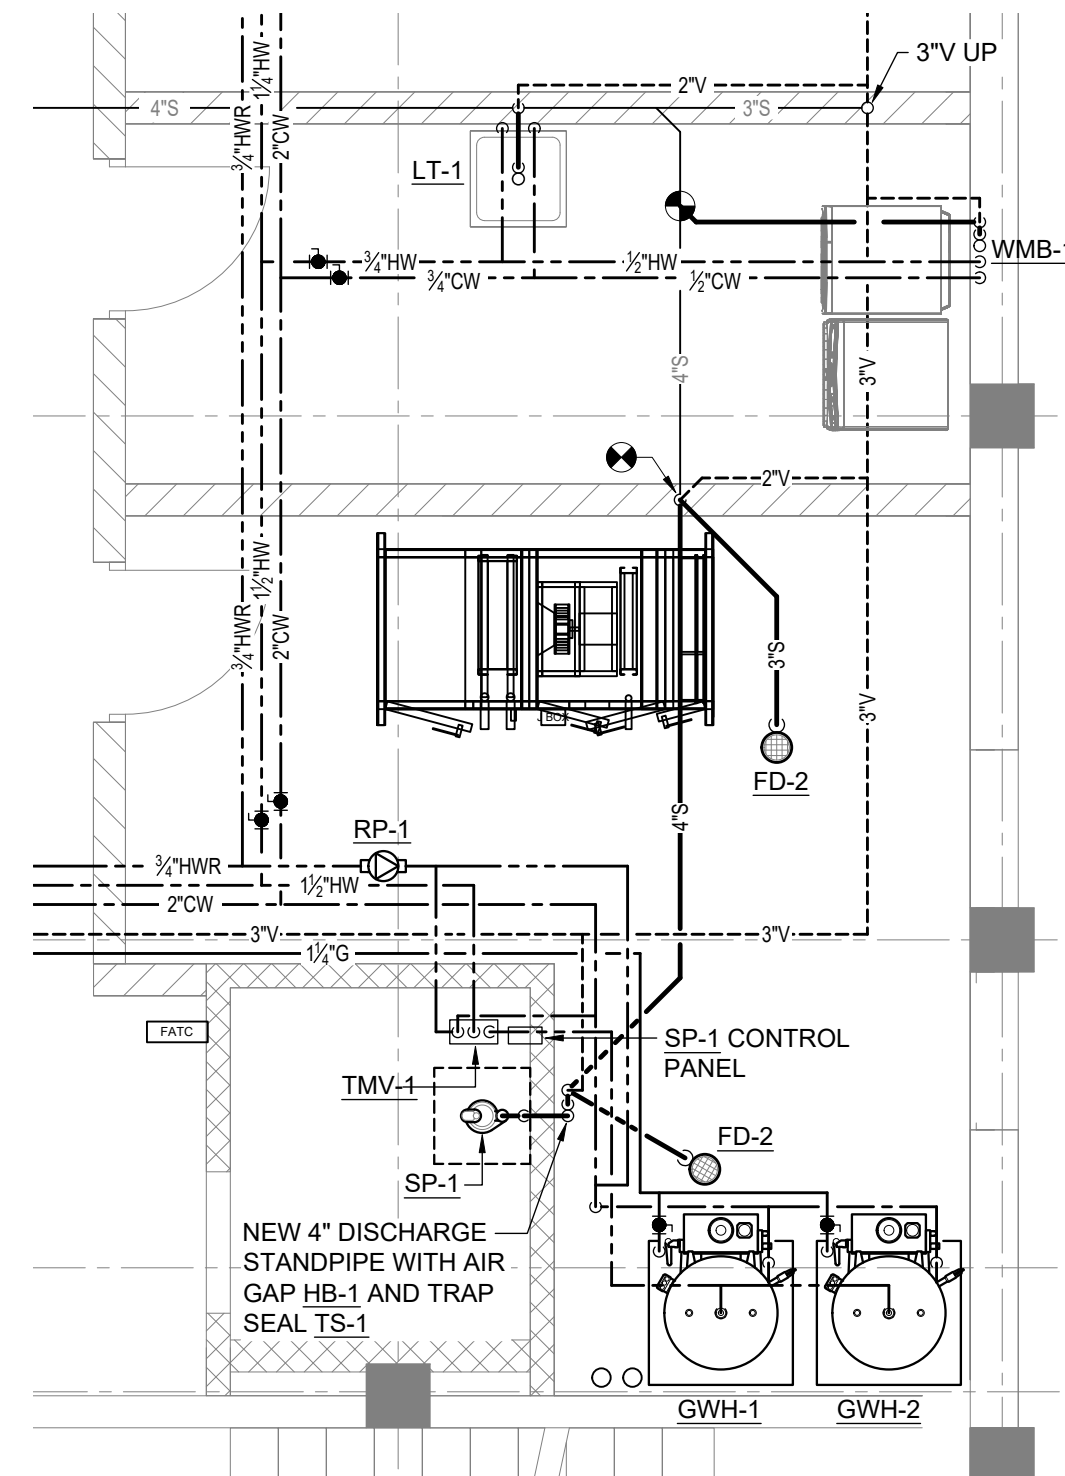 3"V UP
2"V
4"S
3"S
1¼"HW
¾"HWR
2"CW
LT-1
WMB-1
¾"HW
½"HW
¾"CW
½"CW
4"S
3"V
2"V
1½"HW
¾"HWR
2"CW
3"S
3"V
J BOX
FD-2
4"S
RP-1
¾"HWR
1½"HW
2"CW
3"V
3"V
1¼"G
FATC
SP-1 CONTROL
PANEL
TMV-1
FD-2
SP-1
NEW 4" DISCHARGE
STANDPIPE WITH AIR
GAP HB-1 AND TRAP
SEAL TS-1
GWH-1
GWH-2